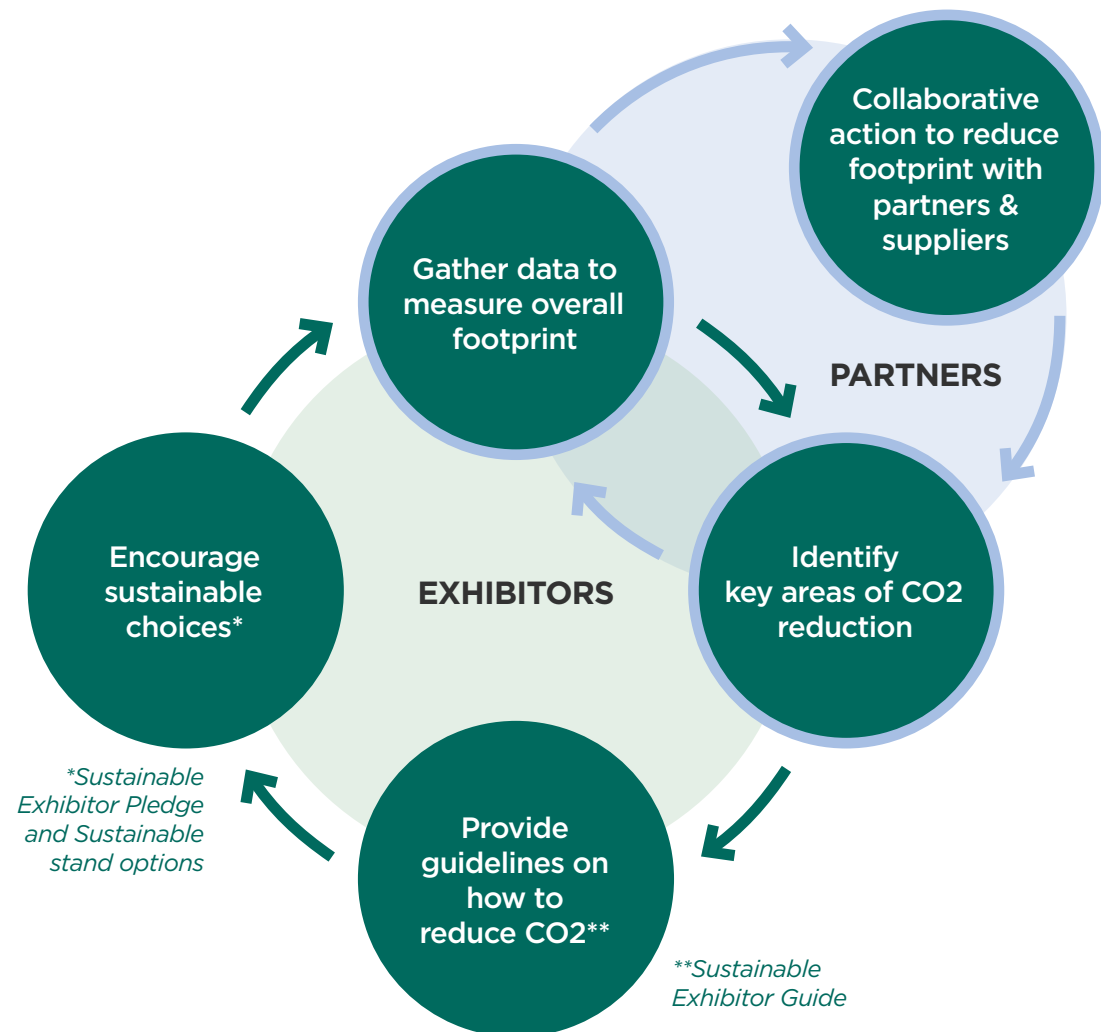 Collaborative
action to reduce
footprint with
partners &
suppliers
Gather data to
measure overall
footprint
PARTNERS
Encourage
sustainable
choices*
EXHIBITORS
Identify
key areas of CO2
reduction
*Sustainable
Exhibitor Pledge
and Sustainable
stand options
Provide
guidelines on
how to
reduce CO2**
**Sustainable
Exhibitor Guide